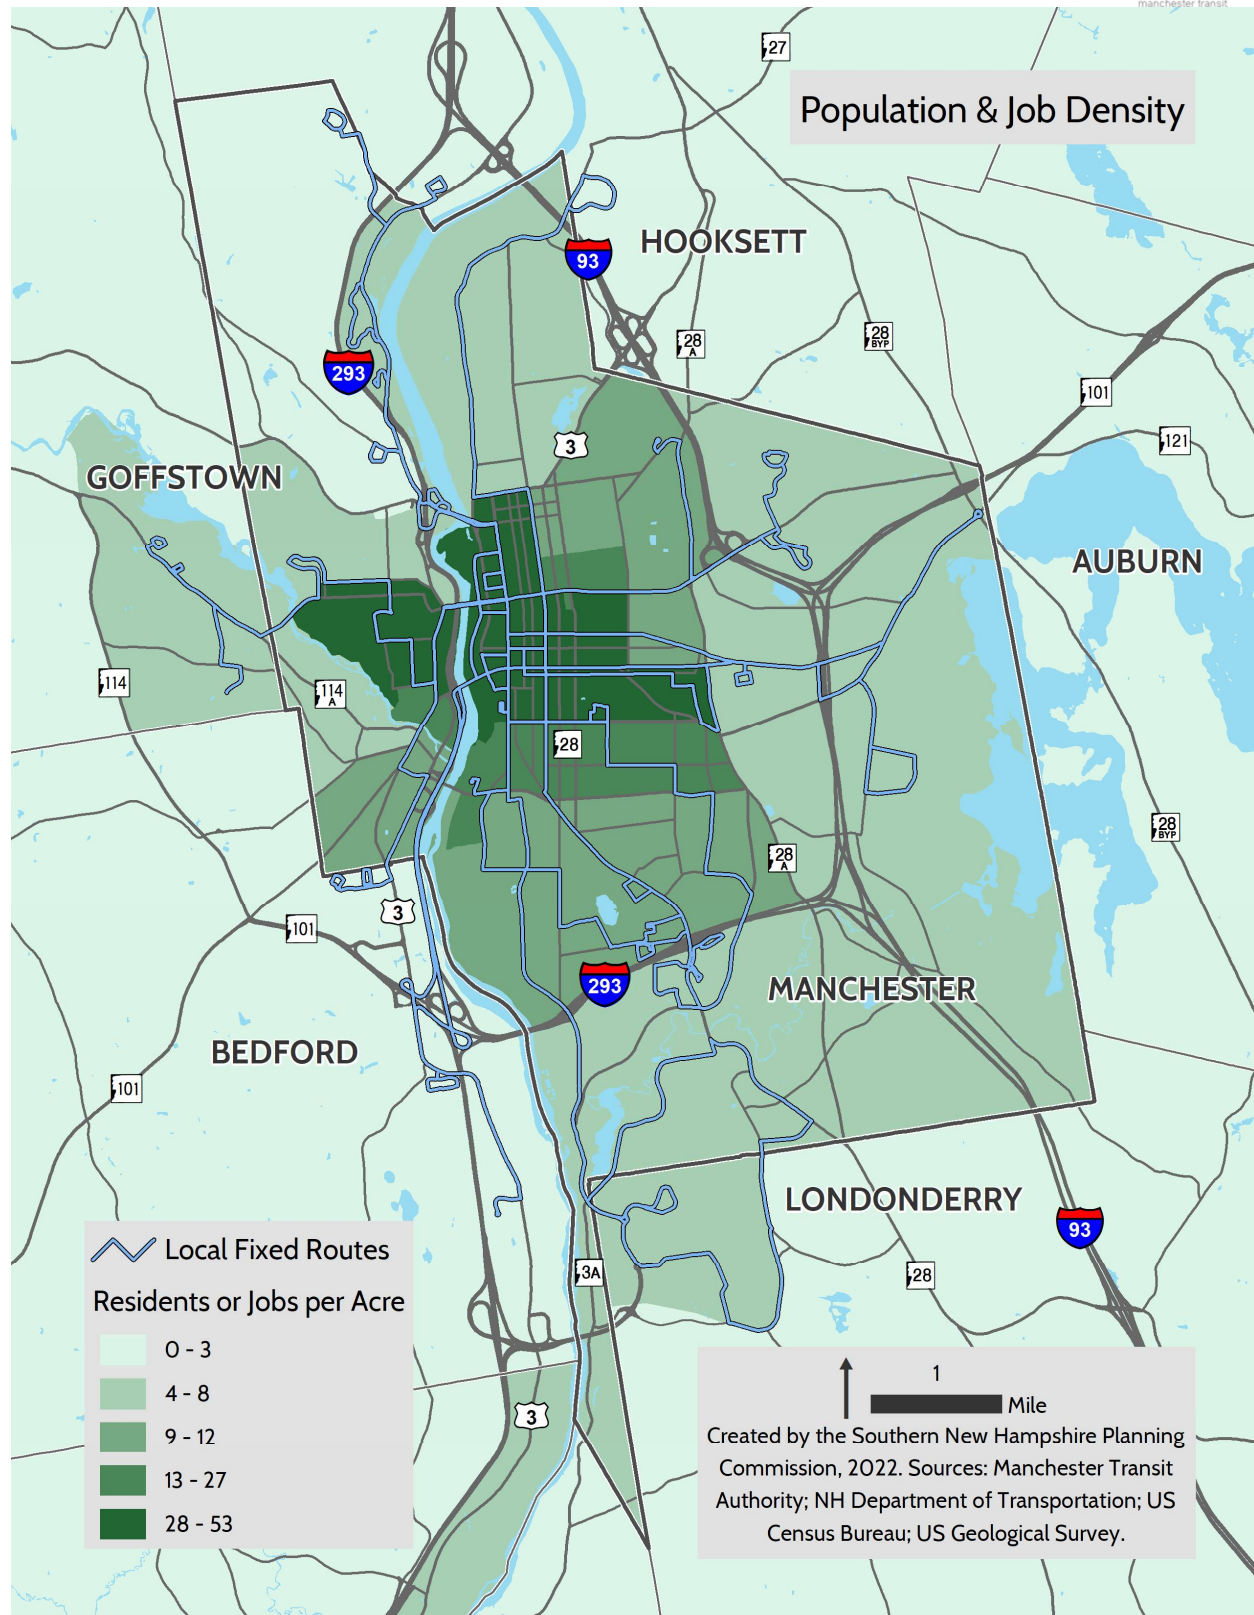 manchester transit
27
Population & Job Density
HOOKSETT
93
28
A
28
BYP
293
101
3
121
GOFFSTOWN
AUBURN
114
114
A
28
28
BYP
28
A
3
101
293
MANCHESTER
BEDFORD
101
LONDONDERRY
93
Local Fixed Routes
3A
28
Residents or Jobs per Acre
0 - 3
4 - 8
9 - 12
13 - 27
28 - 53
3
1
Mile
Created by the Southern New Hampshire Planning
Commission, 2022. Sources: Manchester Transit
Authority; NH Department of Transportation; US
Census Bureau; US Geological Survey.